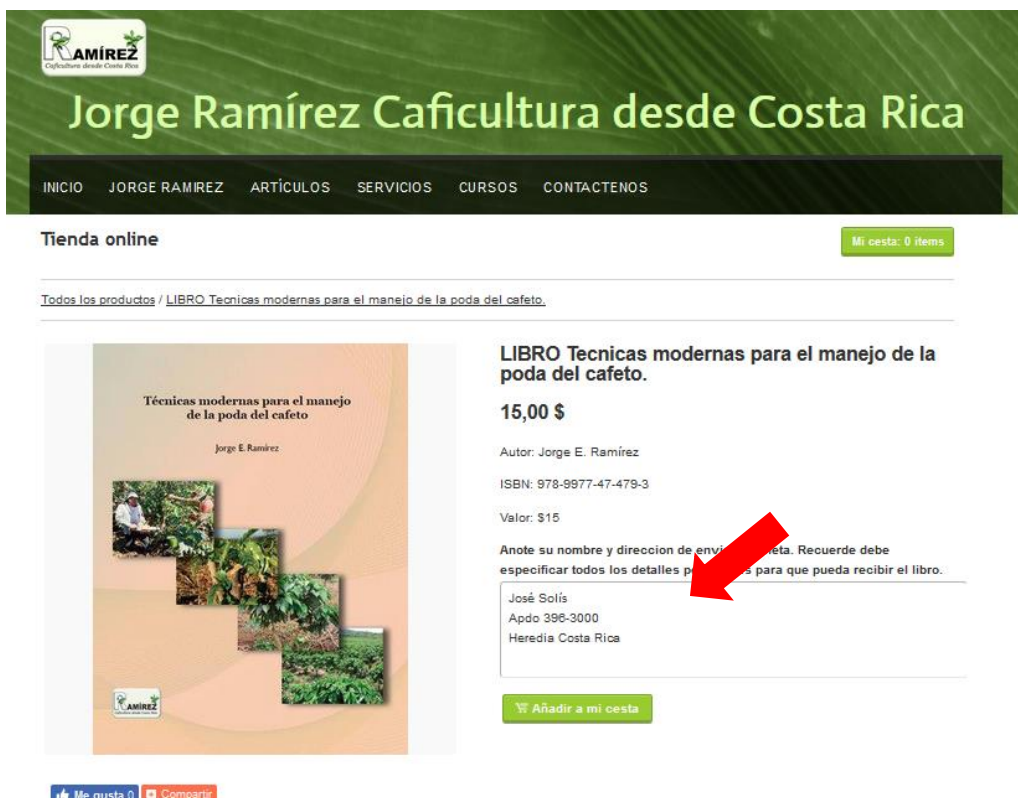 RAMÍREZ
Caficultura desde Costa Rica
Jorge Ramírez Caficultura desde Costa Rica
INICIO JORGE RAMIREZ ARTÍCULOS SERVICIOS CURSOS CONTACTENOS
Tienda online
Mi cesta: 0 items
Todos los productos / LIBRO Tecnicas modernas para el manejo de la poda del cafeto.
Técnicas modernas para el manejo
de la poda del cafeto
Jorge E. Ramírez
RAMÍREZ
LIBRO Tecnicas modernas para el manejo de la
poda del cafeto.
15,00 $
Autor: Jorge E. Ramírez
ISBN: 978-9977-47-479-3
Valor: $15
Anote su nombre y direccion de Recuerde debe
especificar todos los detalles para que pueda recibir el libro.
José Solís
Apdo 396-3000
Heredia Costa Rica
Añadir a mi cesta
Me gusta 0 Compartir